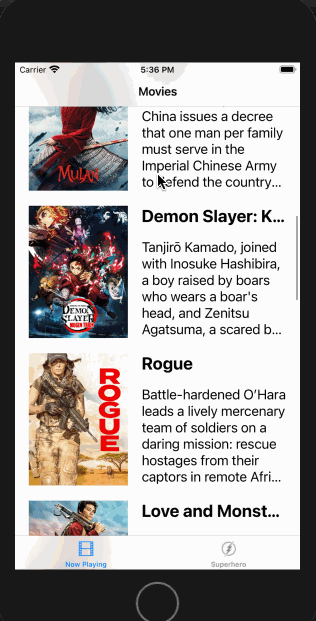 Carrier
5:36 PM
Movies
China issues a decree
that one man per family
must serve in the
Imperial Chinese Army
to defend the country...
MULAN
Demon Slayer: K...
Tanjirō Kamado, joined
with Inosuke Hashibira,
a boy raised by boars
who wears a boar's
head, and Zenitsu
Agatsuma, a scared b...
DEMON
SLAYER
MUGEN TRAIN
Rogue
Battle-hardened O’Hara
leads a lively mercenary
team of soldiers on a
daring mission: rescue
hostages from their
captors in remote Afri...
ROGUE
Love and Monst...
Now Playing
Superhero